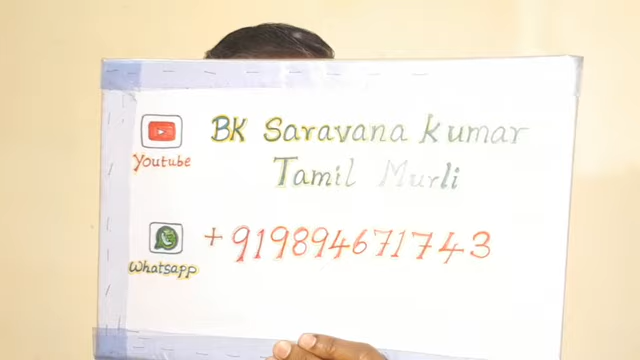 BK Saravana kumar
Youtube
Tamil Murli
+919894671743
Whatsapp